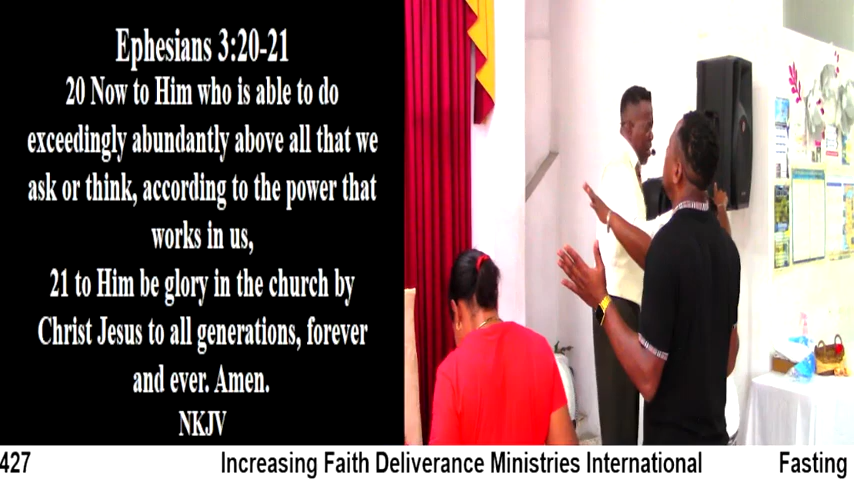 Ephesians 3:20-21
20 Now to Him who is able to do
exceedingly abundantly above all that we
ask or think, according to the power that
works in us,
21 to Him be glory in the church by
Christ Jesus to all generations, forever
and ever. Amen.
NKJV
427 Increasing Faith Deliverance Ministries International Fasting